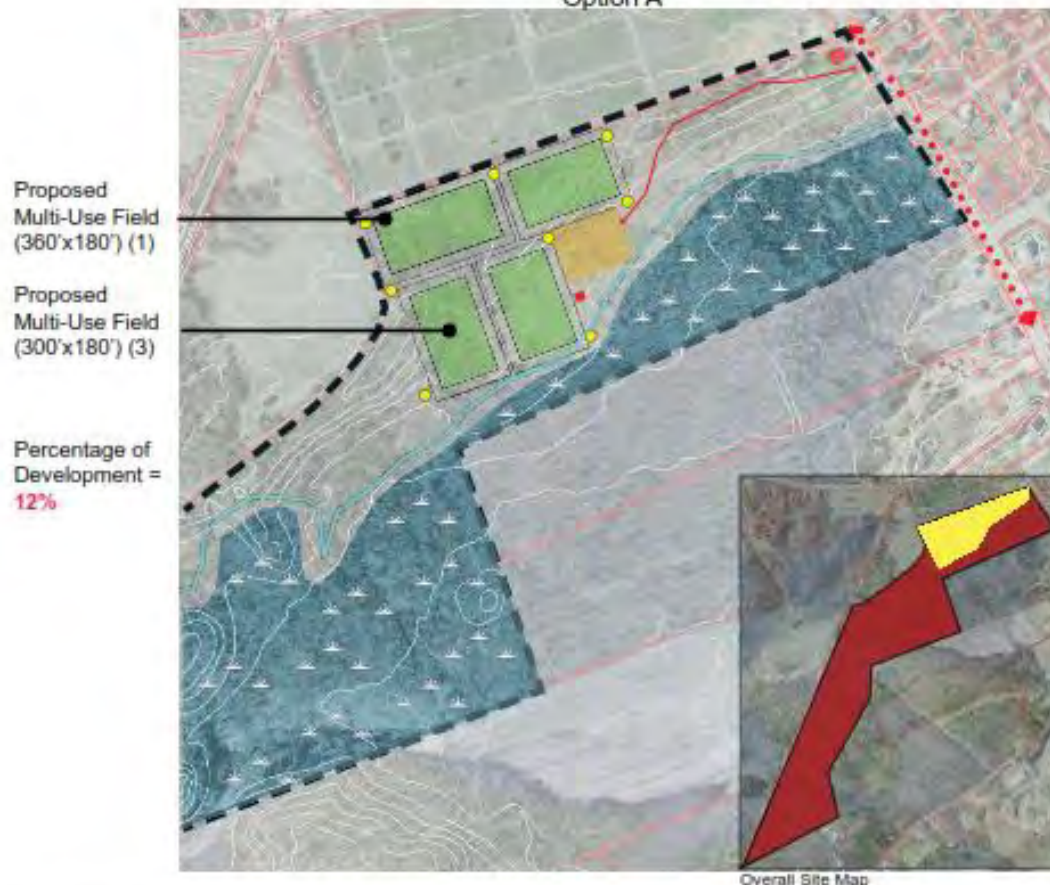 Option A
Proposed
Multi-Use Field
(360'x180') (1)
Proposed
Multi-Use Field
(300'x180') (3)
Percentage of
Development =
12%
Overall Site Map